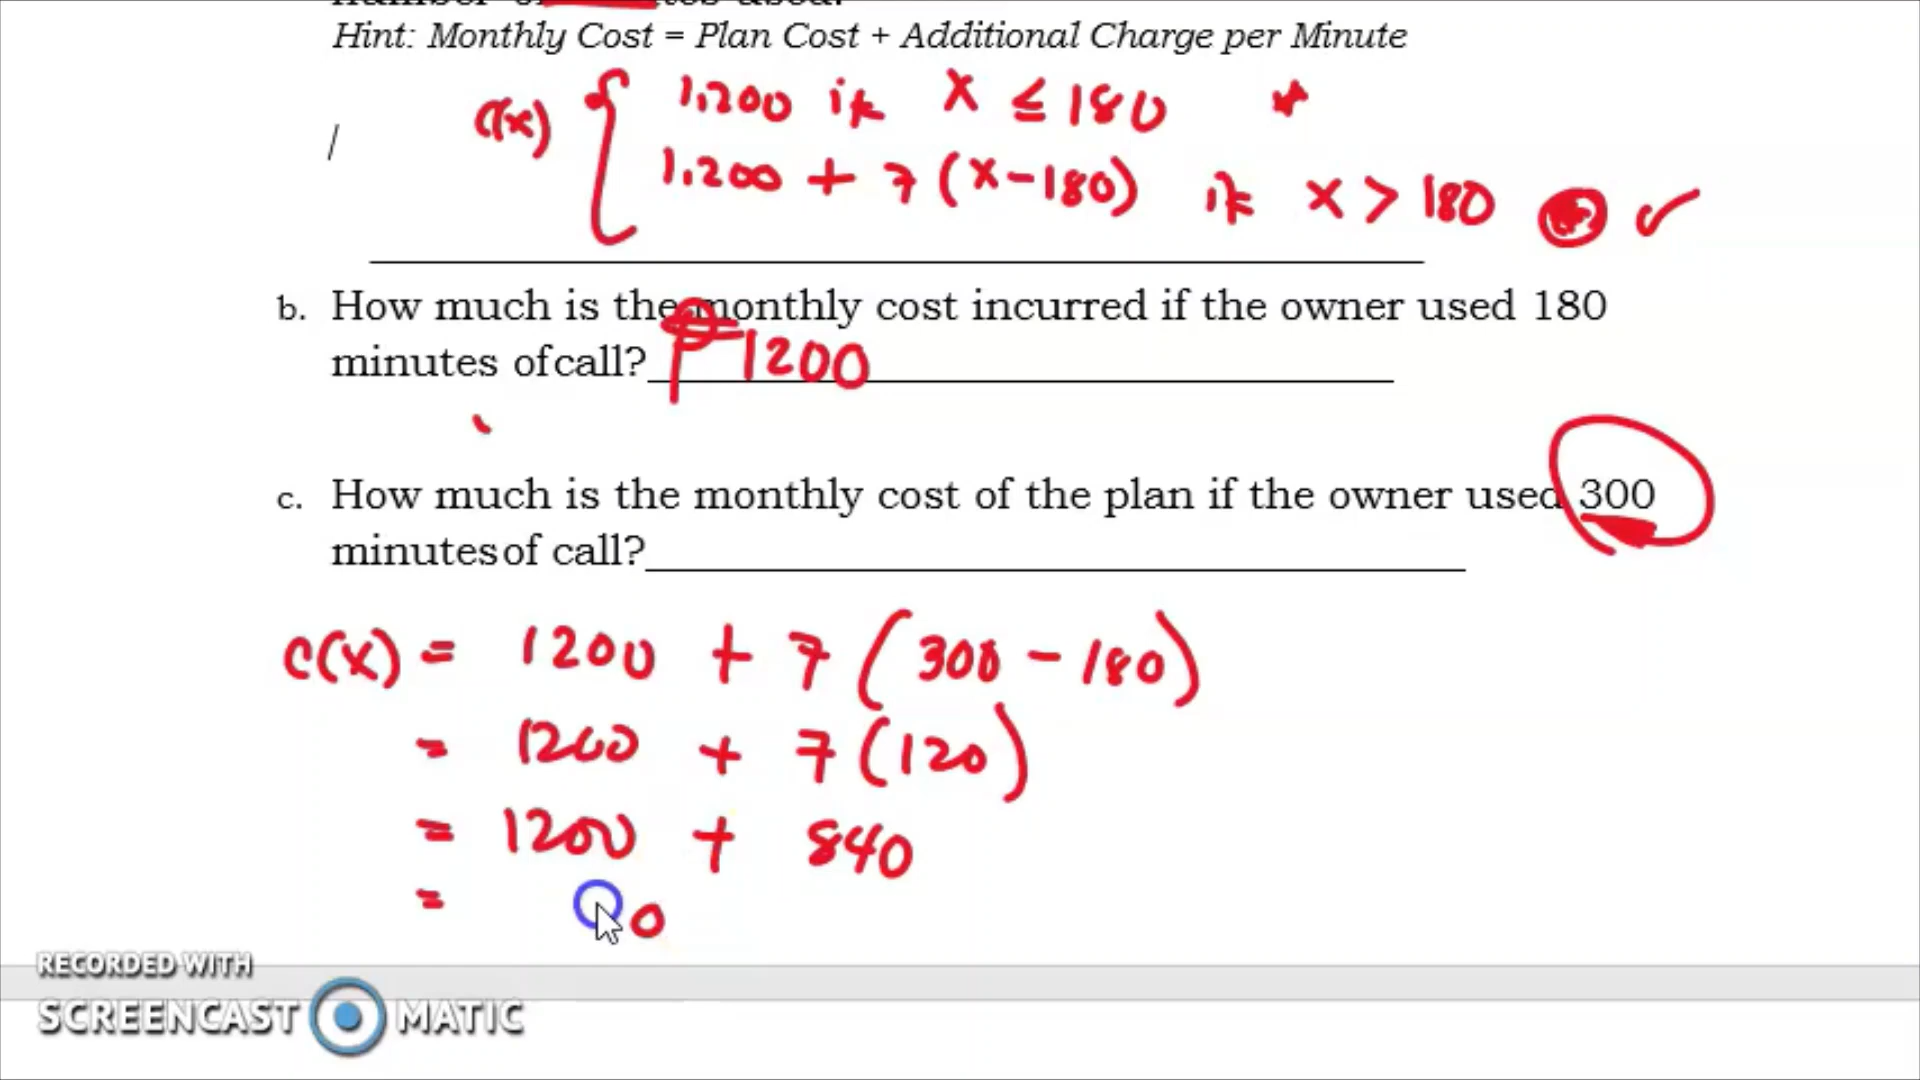 Hint: Monthly Cost = Plan Cost + Additional Charge per Minute
C(x) { 1,200 if x ≤ 180
1,200 + 7 (x-180) if x > 180 ✓
/
b. How much is the monthly cost incurred if the owner used 180
minutes of call? ₱1200
c. How much is the monthly cost of the plan if the owner used 300
minutes of call?
C(x) = 1200 + 7 (300 - 180)
= 1200 + 7 (120)
= 1200 + 840
= 0
RECORDED WITH
SCREENCAST MATIC